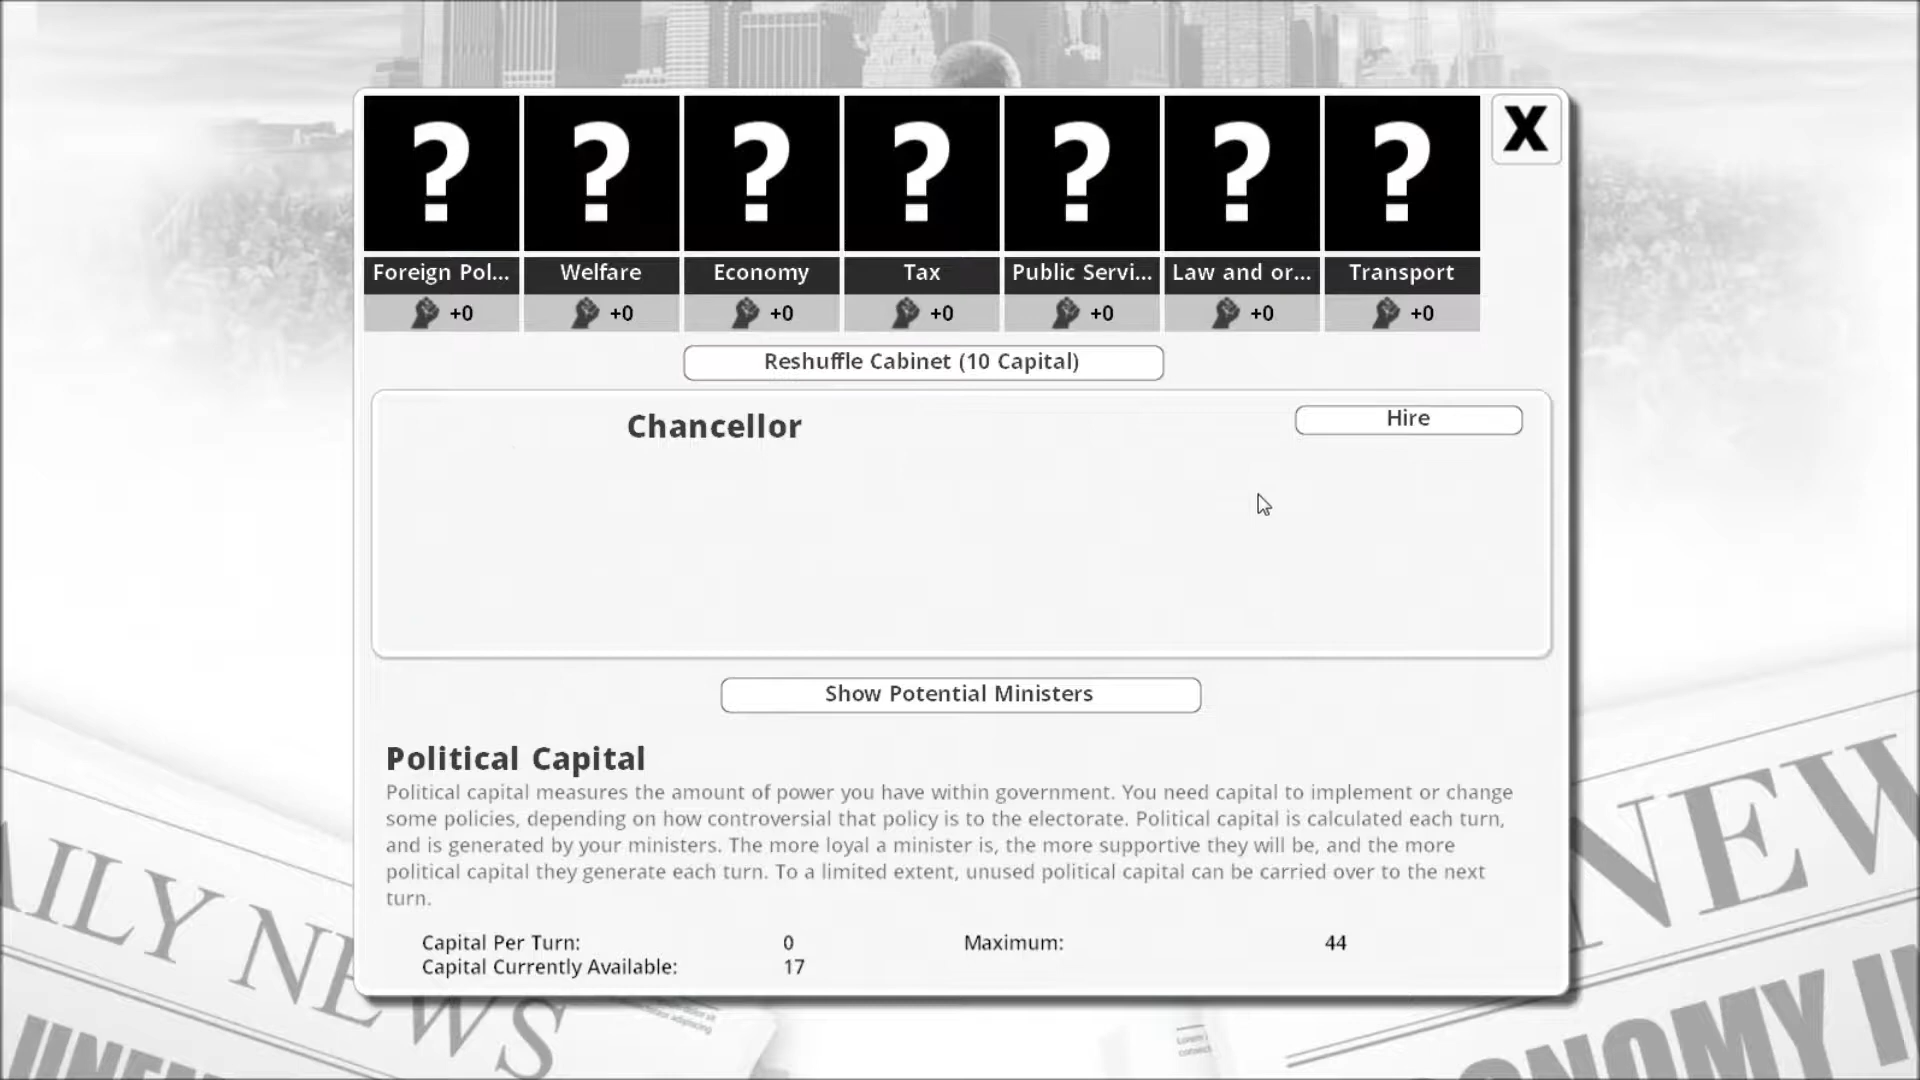 ? ? ? ? ? ? ?
X
Foreign Pol... Welfare Economy Tax Public Servi... Law and or... Transport
+0 +0 +0 +0 +0 +0 +0
Reshuffle Cabinet (10 Capital)
Chancellor
Hire
Show Potential Ministers
Political Capital
Political capital measures the amount of power you have within government. You need capital to implement or change
some policies, depending on how controversial that policy is to the electorate. Political capital is calculated each turn,
and is generated by your ministers. The more loyal a minister is, the more supportive they will be, and the more
political capital they generate each turn. To a limited extent, unused political capital can be carried over to the next
turn.
Capital Per Turn: 0 Maximum: 44
Capital Currently Available: 17
AILY NEWS
NEW
ONOMY I